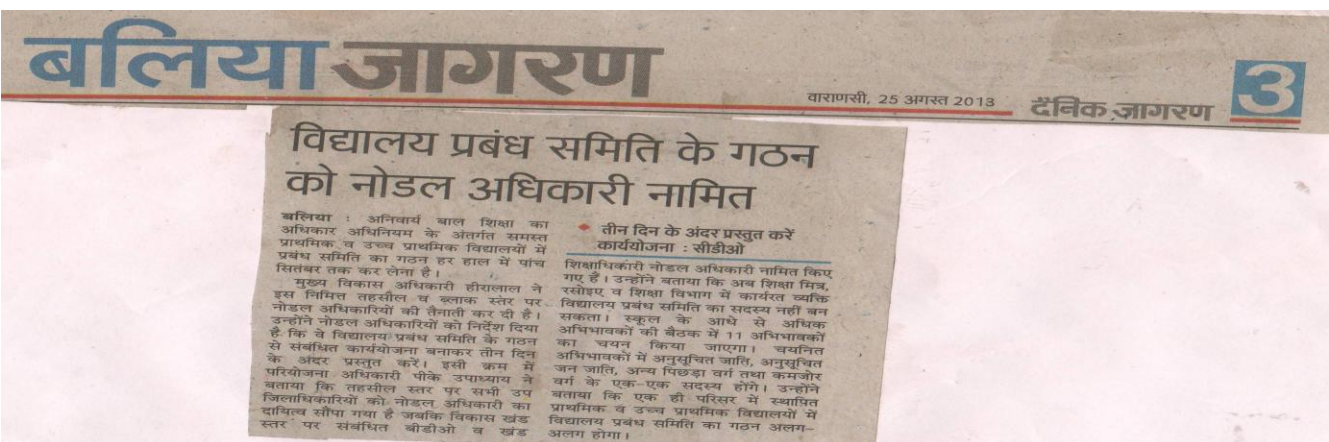 बलिया जागरण
वाराणसी, 25 अगस्त 2013 दैनिक जागरण 3
विद्यालय प्रबंध समिति के गठन
को नोडल अधिकारी नामित
बलिया : अनिवार्य बाल शिक्षा का
अधिकार अधिनियम के अंतर्गत समस्त
प्राथमिक व उच्च प्राथमिक विद्यालयों में
प्रबंध समिति का गठन हर हाल में पांच
सितंबर तक कर लेना है।
मुख्य विकास अधिकारी हीरालाल ने
इस निमित्त तहसील व ब्लाक स्तर पर
नोडल अधिकारियों की तैनाती कर दी है।
उन्होंने नोडल अधिकारियों को निर्देश दिया
है कि वे विद्यालय प्रबंध समिति के गठन
से संबंधित कार्ययोजना बनाकर तीन दिन
के अंदर प्रस्तुत करें। इसी क्रम में
परियोजना अधिकारी पीके उपाध्याय ने
बताया कि तहसील स्तर पर सभी उप
जिलाधिकारियों को नोडल अधिकारी का
दायित्व सौंपा गया है जबकि विकास खंड
स्तर पर संबंधित बीडीओ व खंड
तीन दिन के अंदर प्रस्तुत करें
कार्ययोजना : सीडीओ
शिक्षाधिकारी नोडल अधिकारी नामित किए
गए हैं। उन्होंने बताया कि अब शिक्षा मित्र,
रसोइए व शिक्षा विभाग में कार्यरत व्यक्ति
विद्यालय प्रबंध समिति का सदस्य नहीं बन
सकता। स्कूल के आधे से अधिक
अभिभावकों की बैठक में 11 अभिभावकों
का चयन किया जाएगा। चयनित
अभिभावकों में अनुसूचित जाति, अनुसूचित
जन जाति, अन्य पिछड़ा वर्ग तथा कमजोर
वर्ग के एक-एक सदस्य होंगे। उन्होंने
बताया कि एक ही परिसर में स्थापित
प्राथमिक व उच्च प्राथमिक विद्यालयों में
विद्यालय प्रबंध समिति का गठन अलग-
अलग होगा।